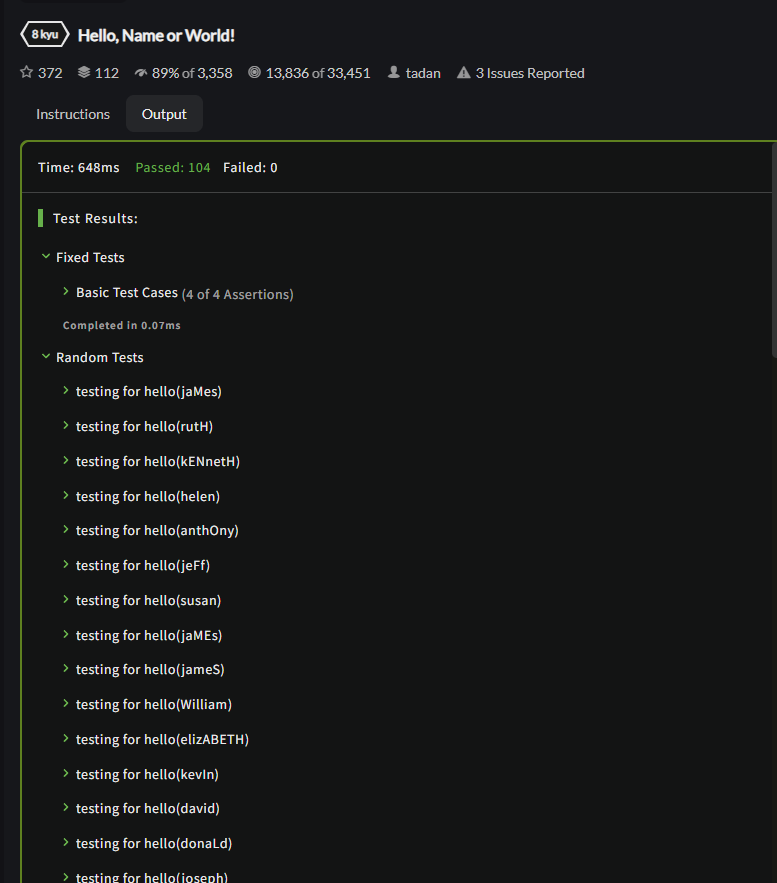 8 kyu Hello, Name or World!
372 112 89% of 3,358 13,836 of 33,451 tadan 3 Issues Reported
Instructions Output
Time: 648ms Passed: 104 Failed: 0
Test Results:
Fixed Tests
Basic Test Cases (4 of 4 Assertions)
Completed in 0.07ms
Random Tests
testing for hello(jaMes)
testing for hello(rutH)
testing for hello(kENnetH)
testing for hello(helen)
testing for hello(anthOny)
testing for hello(jeFf)
testing for hello(susan)
testing for hello(jaMEs)
testing for hello(jameS)
testing for hello(William)
testing for hello(elizABETH)
testing for hello(kevIn)
testing for hello(david)
testing for hello(donaLd)
testing for hello(joseph)